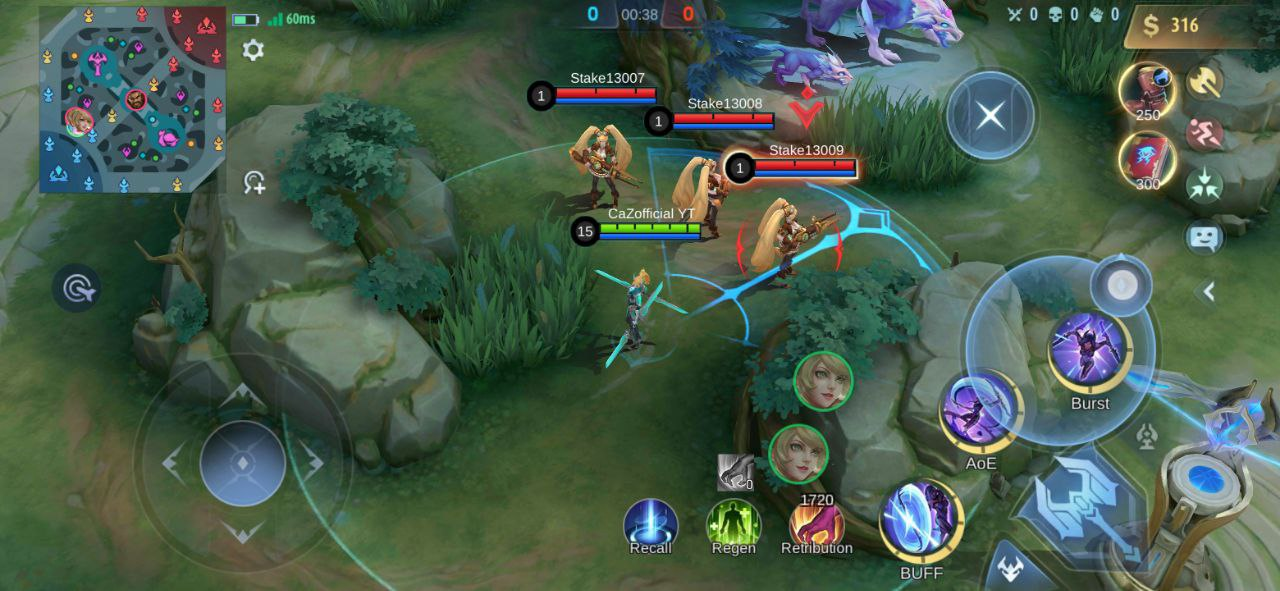 60ms
0 00:38 0
0 0 0
$ 316
Stake13007
1
Stake13008
1
Stake13009
1
250
300
CaZofficial YT
15
Burst
AoE
0
1720
Recall
Regen
Retribution
BUFF